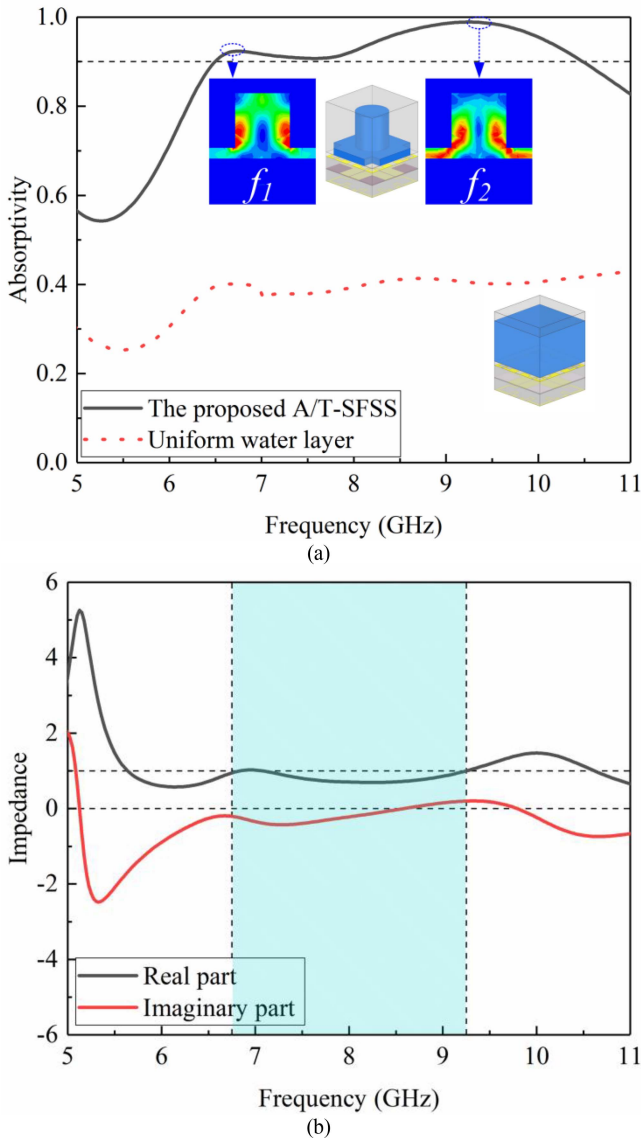 1.0
0.8
0.6
0.4
0.2
0.0
Absorptivity
f1
f2
The proposed A/T-SFSS
Uniform water layer
5 6 7 8 9 10 11
Frequency (GHz)
(a)
6
4
2
0
-2
-4
-6
Impedance
Real part
Imaginary part
5 6 7 8 9 10 11
Frequency (GHz)
(b)